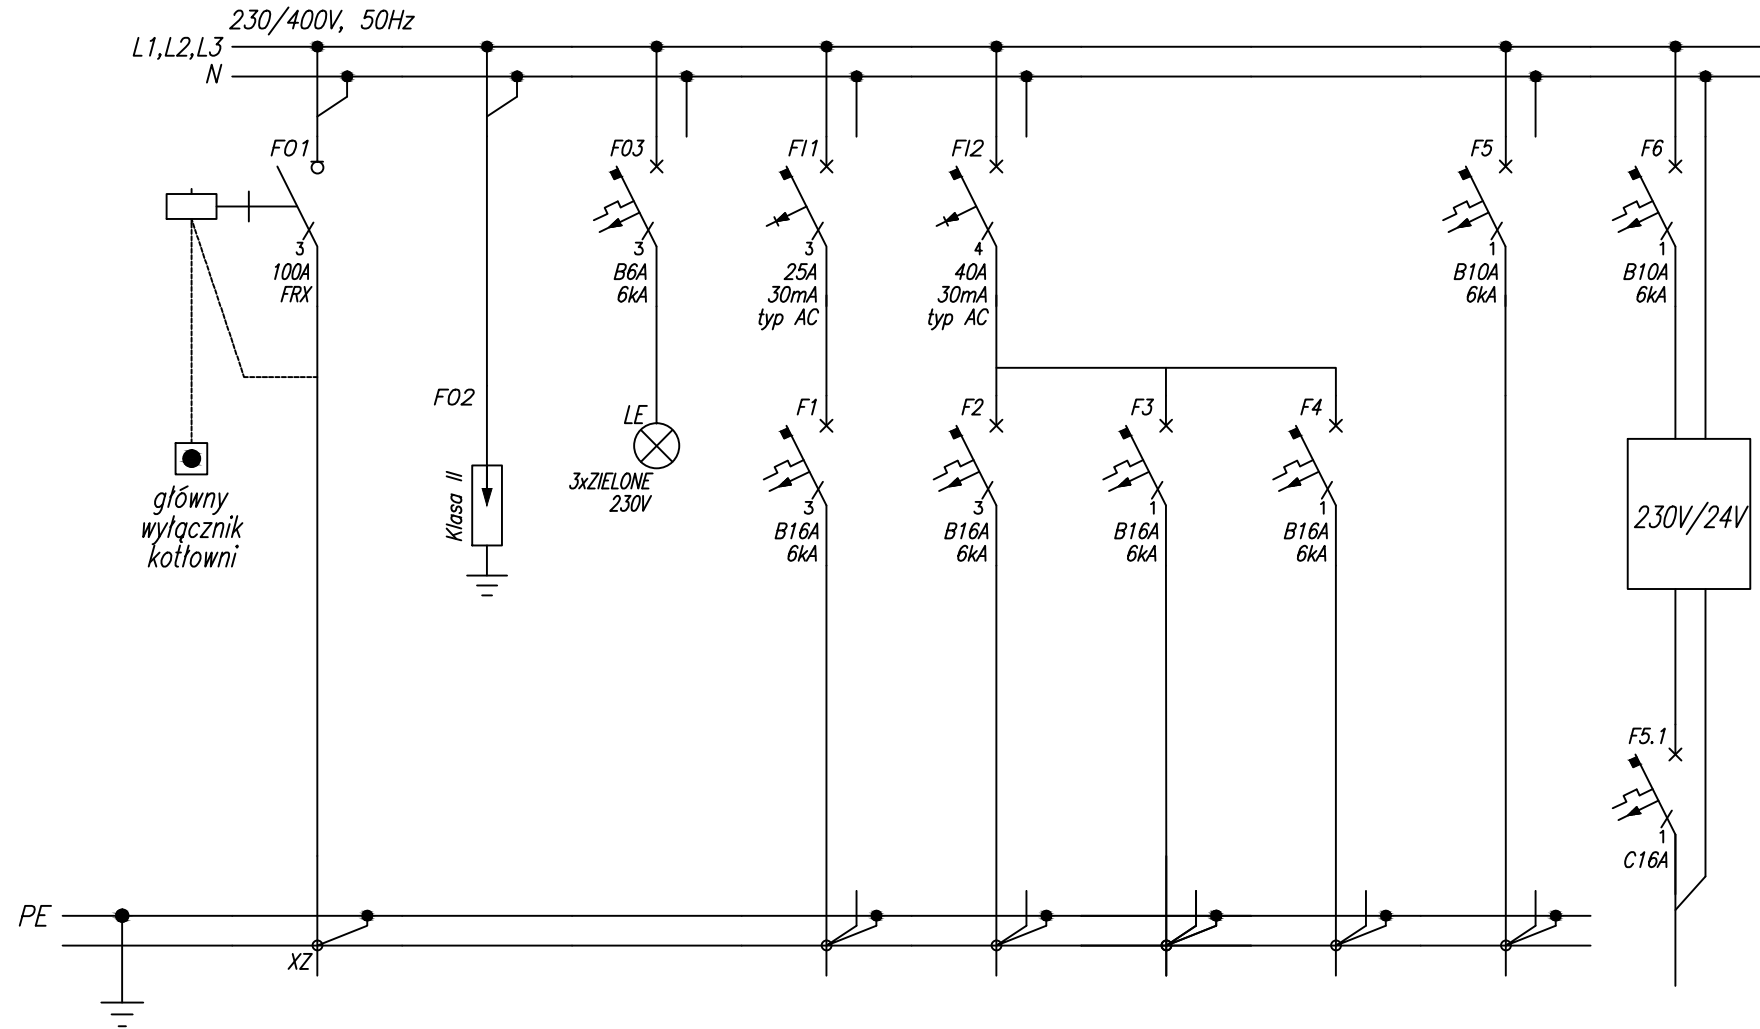 230/400V, 50Hz
L1,L2,L3
N
FO1
3
100A
FRX
główny
wyłącznik
kotłowni
FO2
Klasa II
F03
3
B6A
6kA
LE
3xZIELONE
230V
FI1
3
25A
30mA
typ AC
F1
3
B16A
6kA
FI2
4
40A
30mA
typ AC
F2
3
B16A
6kA
F3
1
B16A
6kA
F4
1
B16A
6kA
F5
1
B10A
6kA
F6
1
B10A
6kA
230V/24V
F5.1
1
C16A
PE
XZ